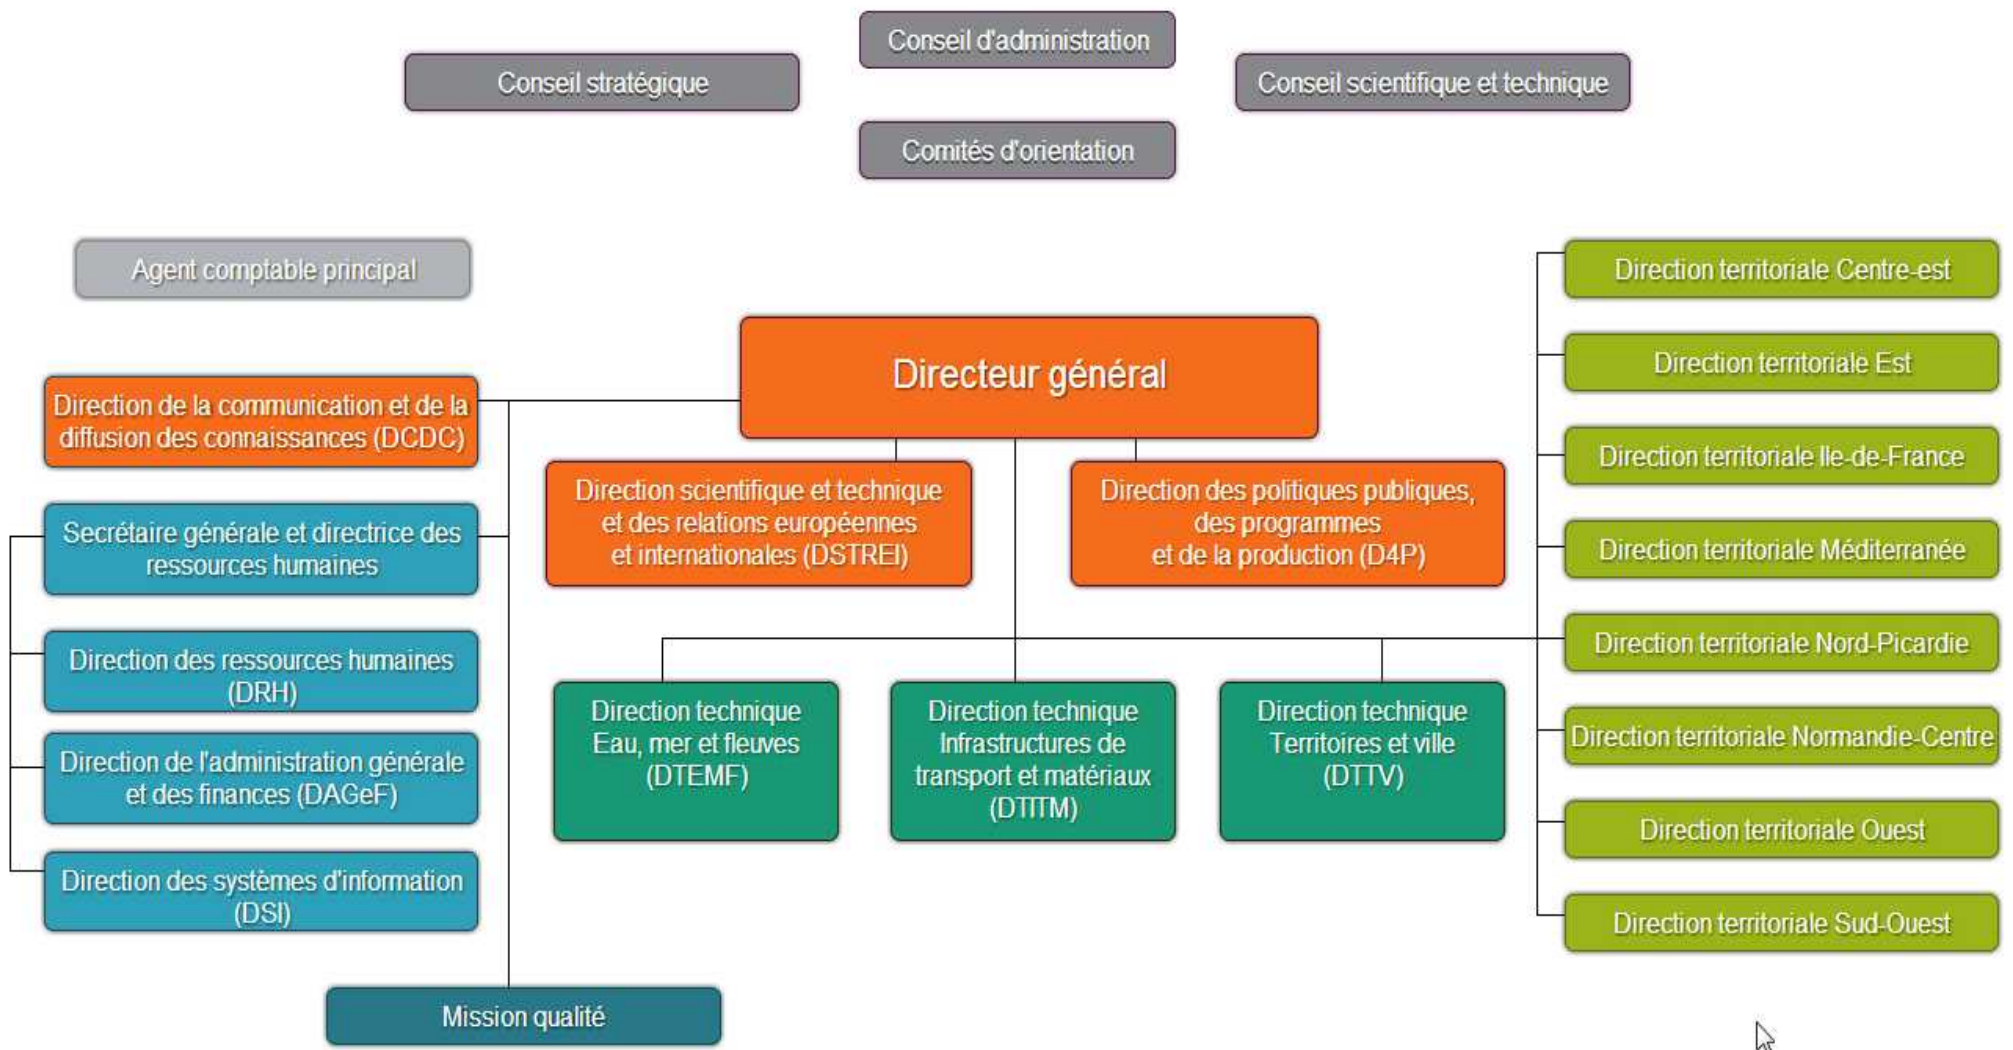 Conseil d'administration
Conseil stratégique
Conseil scientifique et technique
Comités d'orientation
Agent comptable principal
Directeur général
Direction de la communication et de la
diffusion des connaissances (DCDC)
Secrétaire générale et directrice des
ressources humaines
Direction des ressources humaines
(DRH)
Direction de l'administration générale
et des finances (DAGeF)
Direction des systèmes d'information
(DSI)
Mission qualité
Direction scientifique et technique
et des relations européennes
et internationales (DSTREI)
Direction des politiques publiques,
des programmes
et de la production (D4P)
Direction technique
Eau, mer et fleuves
(DTEMF)
Direction technique
Infrastructures de
transport et matériaux
(DTITM)
Direction technique
Territoires et ville
(DTTV)
Direction territoriale Centre-est
Direction territoriale Est
Direction territoriale Ile-de-France
Direction territoriale Méditerranée
Direction territoriale Nord-Picardie
Direction territoriale Normandie-Centre
Direction territoriale Ouest
Direction territoriale Sud-Ouest